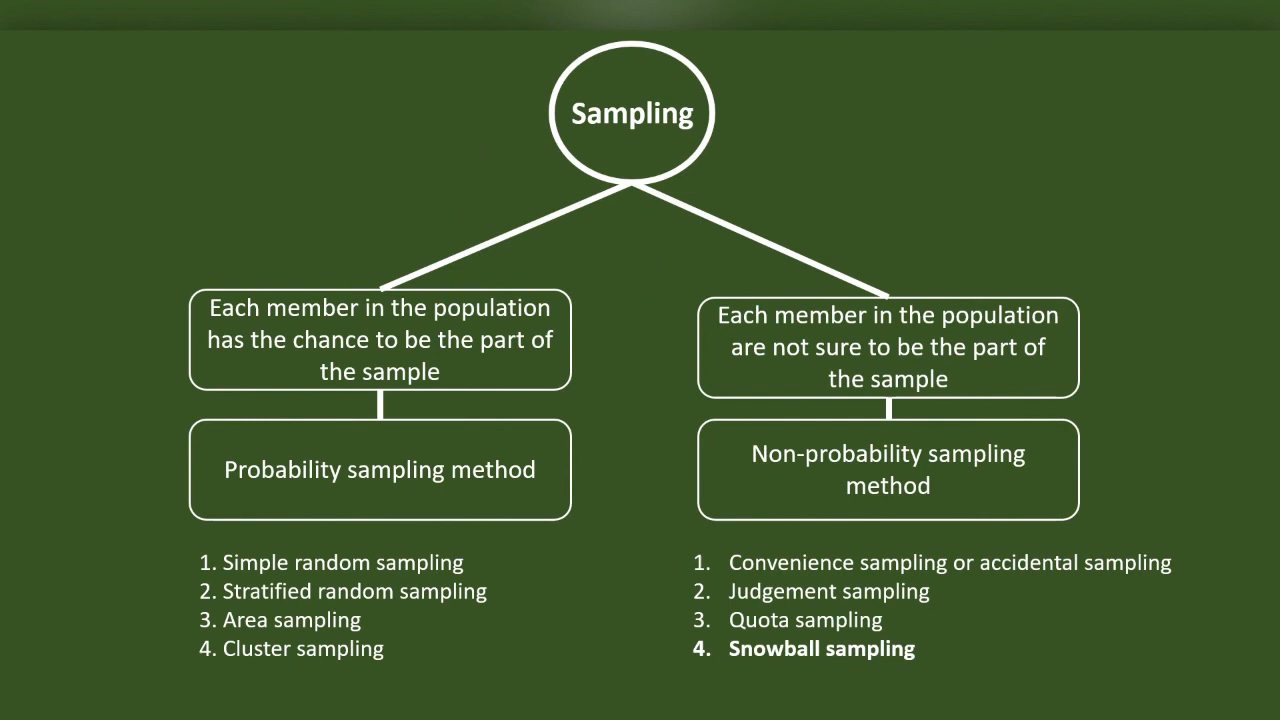 Sampling
Each member in the population
has the chance to be the part of
the sample
Probability sampling method
1. Simple random sampling
2. Stratified random sampling
3. Area sampling
4. Cluster sampling
Each member in the population
are not sure to be the part of
the sample
Non-probability sampling
method
1. Convenience sampling or accidental sampling
2. Judgement sampling
3. Quota sampling
4. Snowball sampling